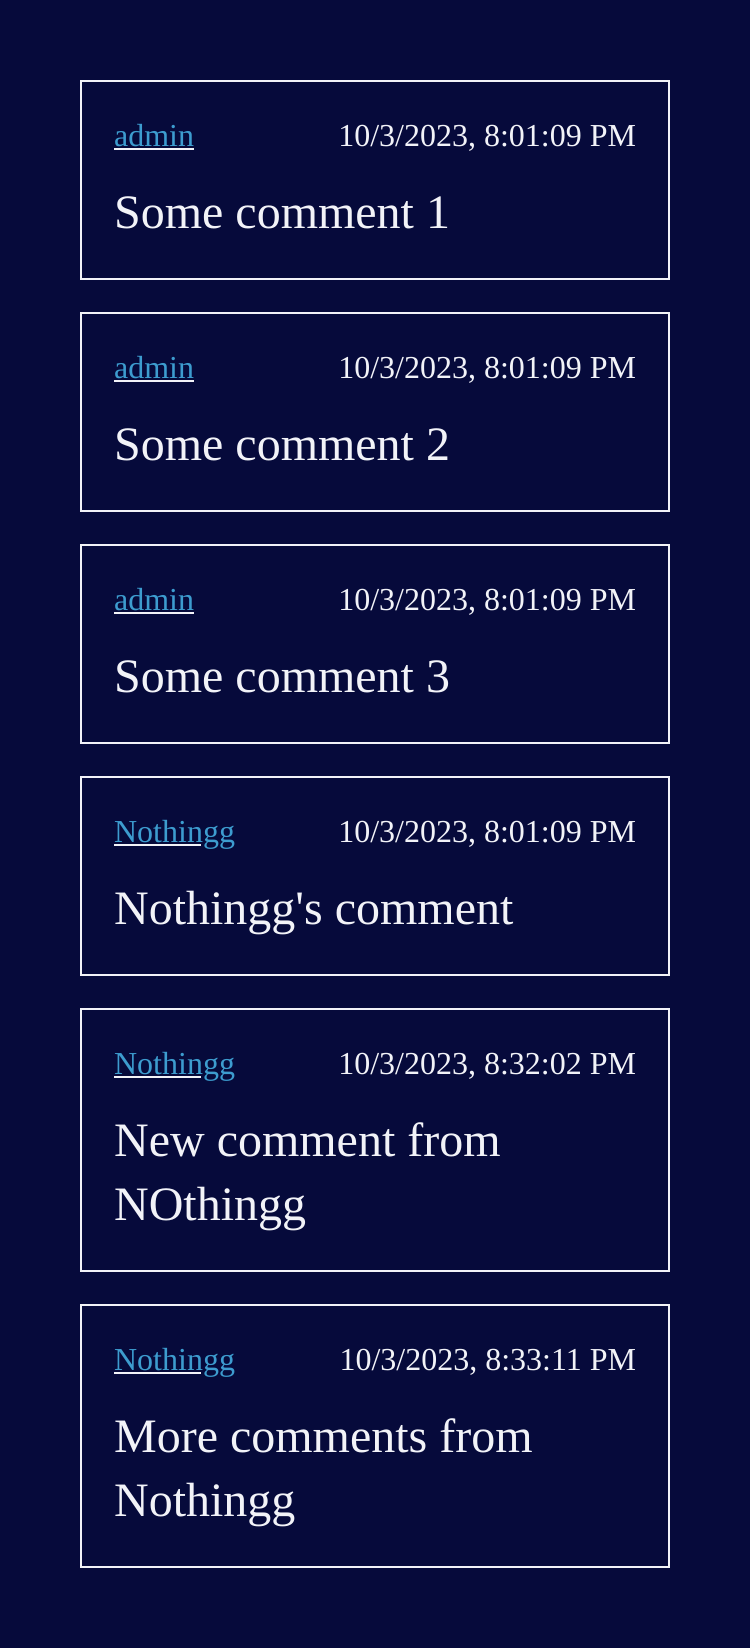 admin 10/3/2023, 8:01:09 PM
Some comment 1
admin 10/3/2023, 8:01:09 PM
Some comment 2
admin 10/3/2023, 8:01:09 PM
Some comment 3
Nothingg 10/3/2023, 8:01:09 PM
Nothingg's comment
Nothingg 10/3/2023, 8:32:02 PM
New comment from
NOthingg
Nothingg 10/3/2023, 8:33:11 PM
More comments from
Nothingg